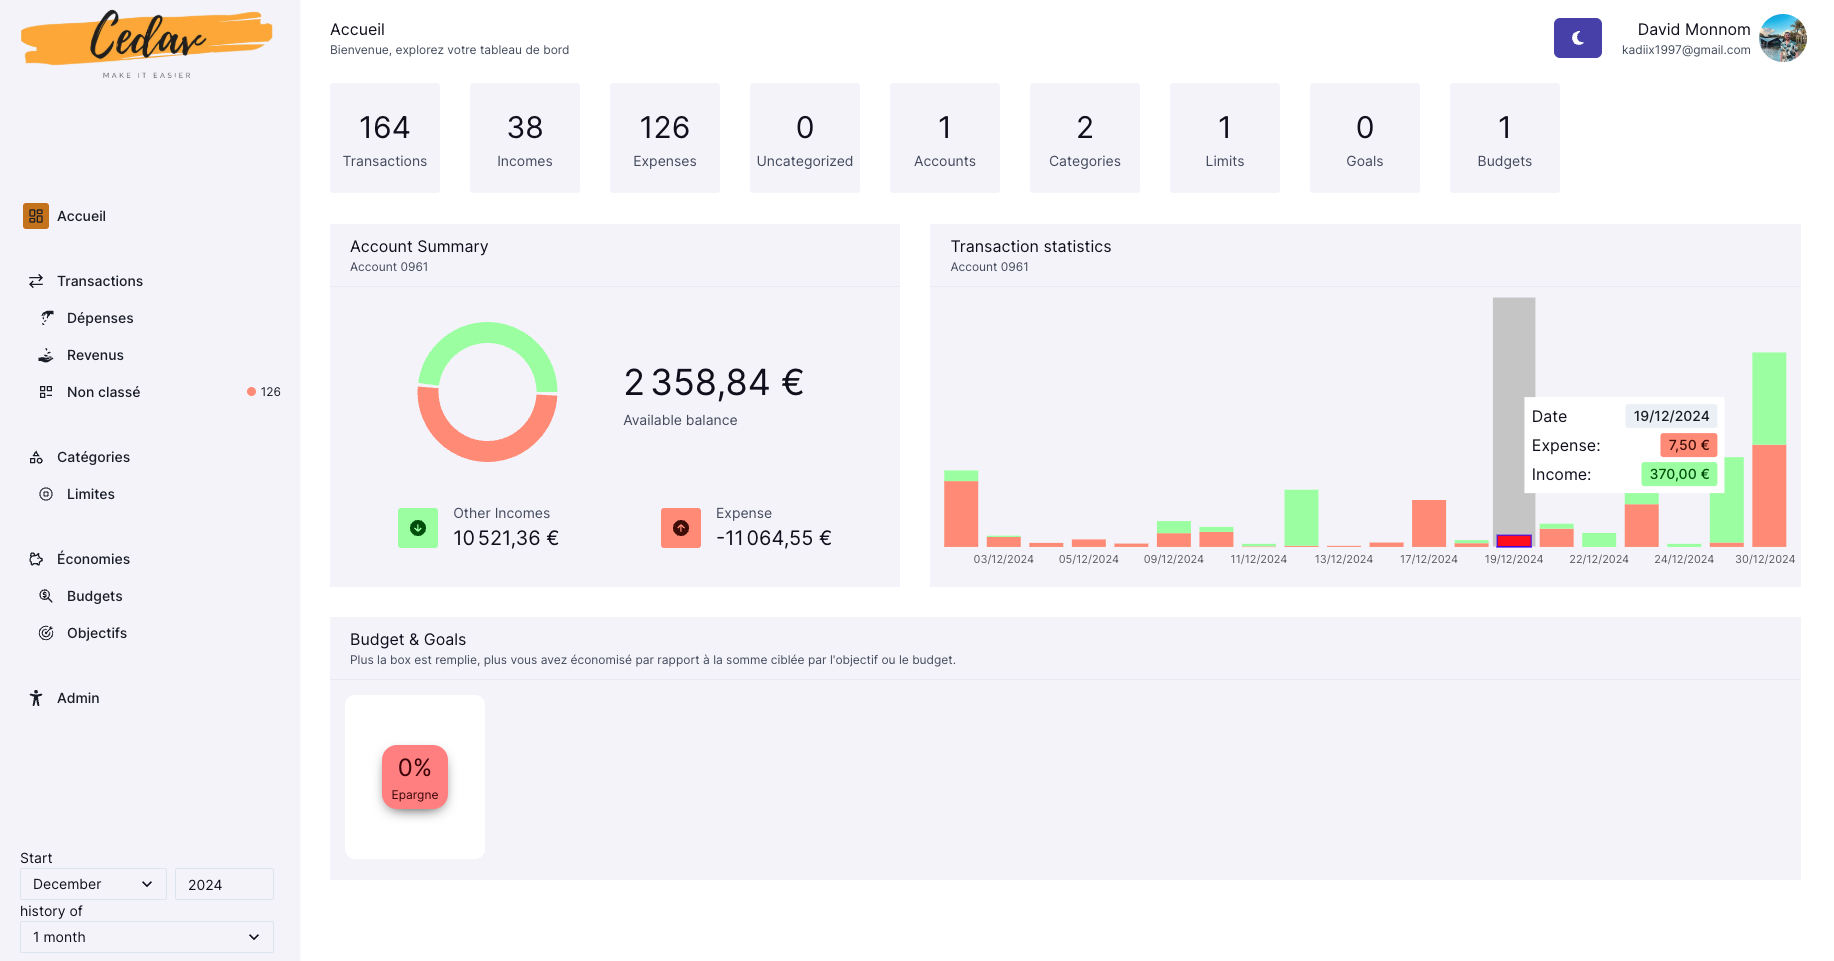 Cedar
MAKE IT EASIER
Accueil
Transactions
Dépenses
Revenus
Non classé
126
Catégories
Limites
Économies
Budgets
Objectifs
Admin
Start
December
2024
history of
1 month
Accueil
Bienvenue, explorez votre tableau de bord
David Monnom
kadiix1997@gmail.com
164
Transactions
38
Incomes
126
Expenses
0
Uncategorized
1
Accounts
2
Categories
1
Limits
0
Goals
1
Budgets
Account Summary
Account 0961
2 358,84 €
Available balance
Other Incomes
10 521,36 €
Expense
-11 064,55 €
Transaction statistics
Account 0961
Date 19/12/2024
Expense: 7,50 €
Income: 370,00 €
03/12/2024 05/12/2024 09/12/2024 11/12/2024 13/12/2024 17/12/2024 19/12/2024 22/12/2024 24/12/2024 30/12/2024
Budget & Goals
Plus la box est remplie, plus vous avez économisé par rapport à la somme ciblée par l'objectif ou le budget.
0%
Epargne